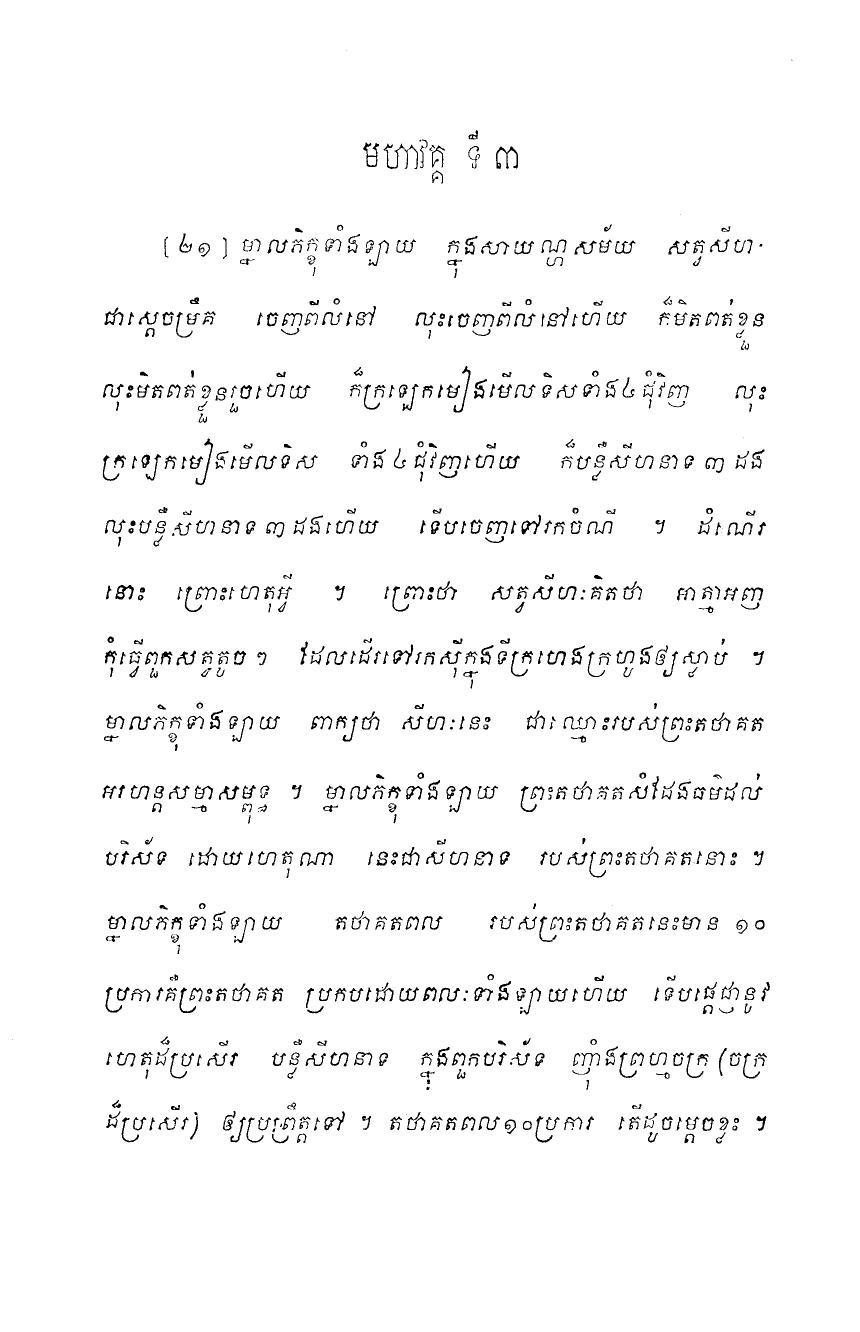 មហាវគ្គ ទី ៣
[២១] ម្នាលភិក្ខុទាំងឡាយ ក្នុងសាយណ្ហសម័យ សត្វសីហៈ
ជាស្តេចម្រឹគ ចេញពីលំនៅ លុះចេញពីលំនៅហើយ ក៏មិតពត់ខ្លួន
លុះមិតពត់ខ្លួនរួចហើយ ក៏ក្រឡេកមៀងមើលទិសទាំង៤ជុំវិញ លុះ
ក្រឡេកមៀងមើលទិស ទាំង៤ជុំវិញហើយ ក៏បន្លឺសីហនាទ ៣ ដង
លុះបន្លឺសីហនាទ ៣ ដងហើយ ទើបចេញទៅរកចំណី ។ ដំណើរ
នោះ ព្រោះហេតុអ្វី ។ ព្រោះថា សត្វសីហៈគិតថា អាត្មាអញ
កុំធ្វើពួកសត្វតូច ៗ ដែលដើរទៅរកស៊ីក្នុងទីក្រហេងក្រហូងឲ្យស្លាប់ ។
ម្នាលភិក្ខុទាំងឡាយ ពាក្យថា សីហៈនេះ ជាឈ្មោះរបស់ព្រះតថាគត
អរហន្តសម្មាសម្ពុទ្ធ ។ ម្នាលភិក្ខុទាំងឡាយ ព្រះតថាគតសំដែងធម៌ដល់
បរិស័ទ ដោយហេតុណា នេះជាសីហនាទ របស់ព្រះតថាគតនោះ ។
ម្នាលភិក្ខុទាំងឡាយ តថាគតពល របស់ព្រះតថាគតនេះមាន ១០
ប្រការគឺព្រះតថាគត ប្រកបដោយពលៈទាំងឡាយហើយ ទើបផ្តេជ្ញានូវ
ហេតុដ៏ប្រសើរ បន្លឺសីហនាទ ក្នុងពួកបរិស័ទ ញុំាងព្រហ្មចក្រ (ចក្រ
ដ៏ប្រសើរ) ឲ្យប្រព្រឹត្តទៅ ។ តថាគតពល១០ប្រការ តើដូចម្តេចខ្លះ ។